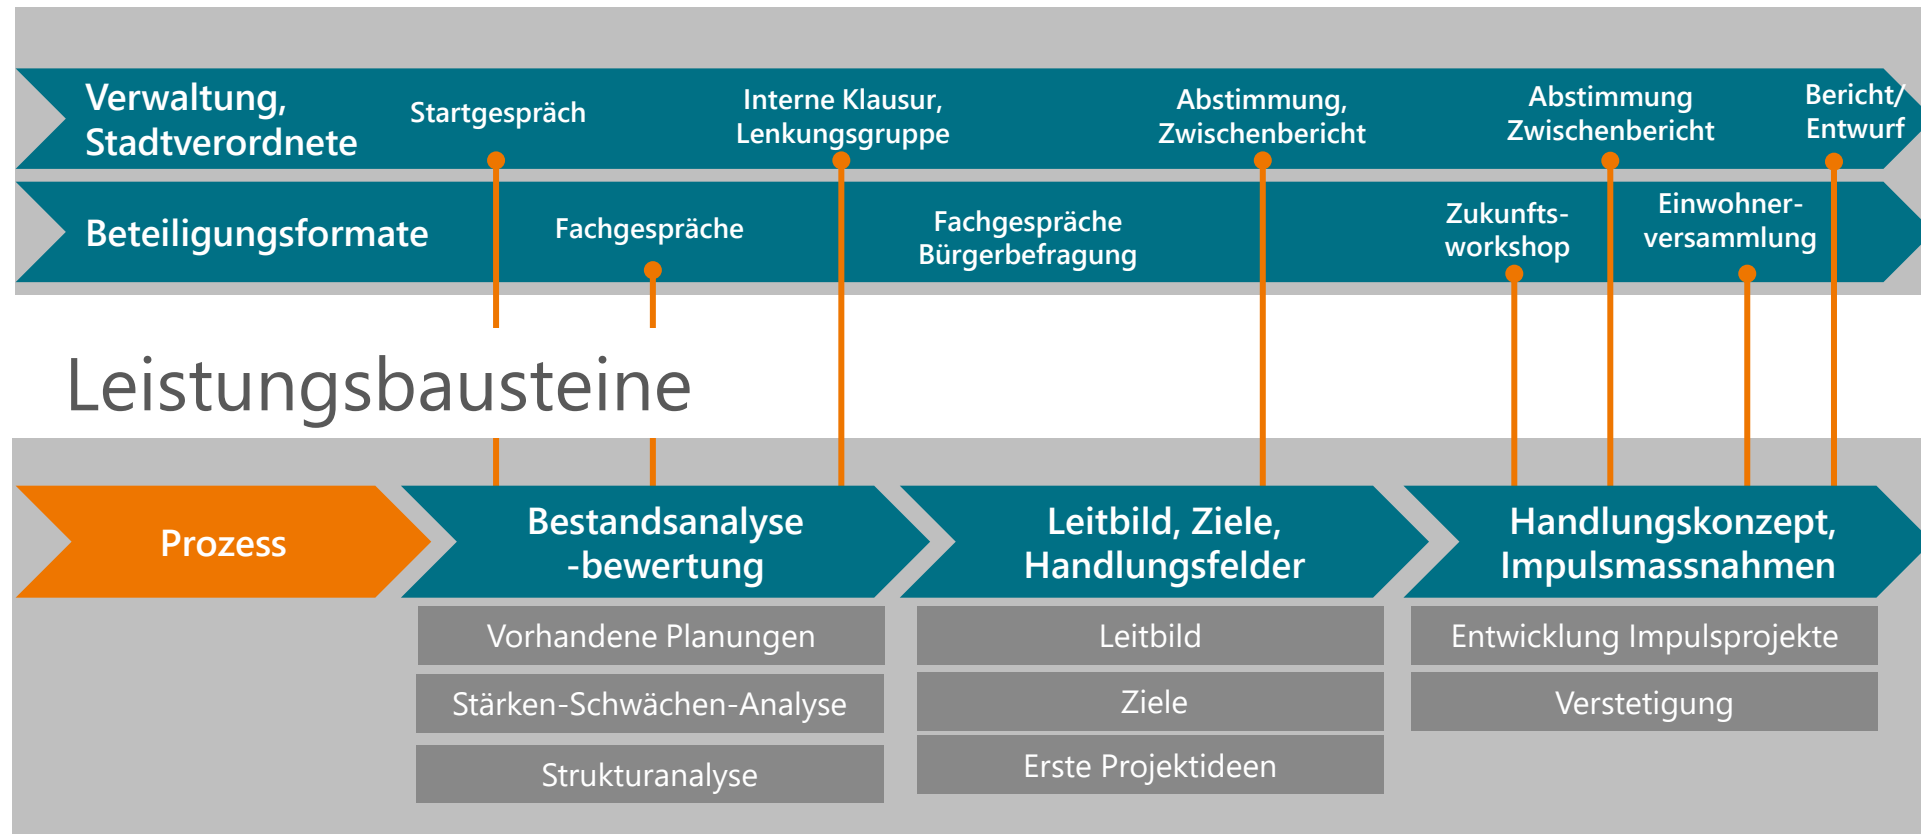 Verwaltung,
Stadtverordnete
Startgespräch
Interne Klausur,
Lenkungsgruppe
Abstimmung,
Zwischenbericht
Abstimmung
Zwischenbericht
Bericht/
Entwurf
Beteiligungsformate
Fachgespräche
Fachgespräche
Bürgerbefragung
Zukunfts-
workshop
Einwohner-
versammlung
Leistungsbausteine
Prozess
Bestandsanalyse
-bewertung
Leitbild, Ziele,
Handlungsfelder
Handlungskonzept,
Impulsmassnahmen
Vorhandene Planungen
Stärken-Schwächen-Analyse
Strukturanalyse
Leitbild
Ziele
Erste Projektideen
Entwicklung Impulsprojekte
Verstetigung